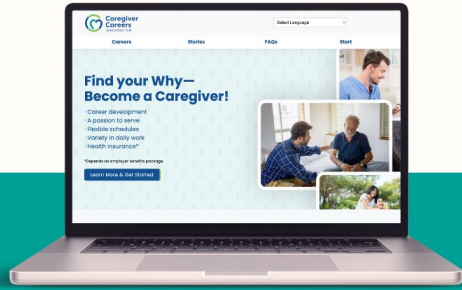 Caregiver
Careers
Select Language
Careers
Stories
FAQs
Start
Find your Why—
Become a Caregiver!
·Career development
·A passion to serve
·Flexible schedules
·Variety in daily work
·Health insurance*
*Depends on employer benefits package.
Learn More & Get Started